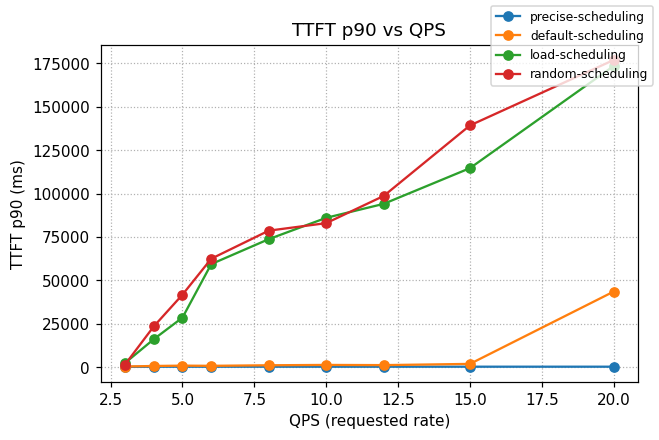 TTFT p90 vs QPS
precise-scheduling
default-scheduling
load-scheduling
random-scheduling
TTFT p90 (ms)
175000
150000
125000
100000
75000
50000
25000
0
2.5 5.0 7.5 10.0 12.5 15.0 17.5 20.0
QPS (requested rate)